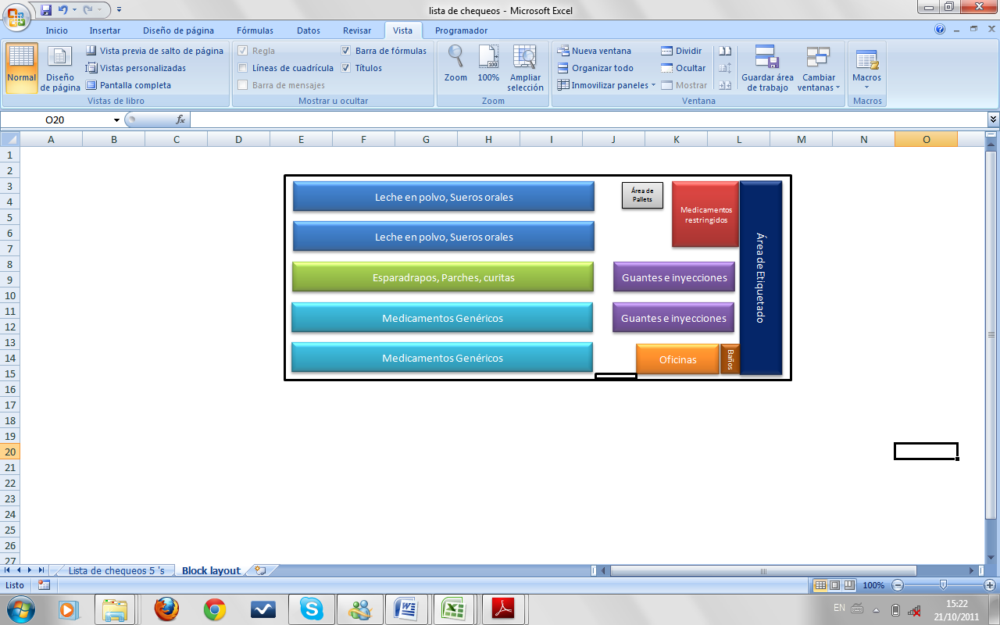 lista de chequeos - Microsoft Excel
Inicio Insertar Diseño de página Fórmulas Datos Revisar Vista Programador
Normal
Diseño de página
Vista previa de salto de página
Vistas personalizadas
Pantalla completa
Vistas de libro
Regla
Líneas de cuadrícula
Barra de mensajes
Barra de fórmulas
Títulos
Mostrar u ocultar
Zoom
100%
Ampliar selección
Zoom
Nueva ventana
Organizar todo
Inmovilizar paneles
Dividir
Ocultar
Mostrar
Guardar área de trabajo
Cambiar ventanas
Ventana
Macros
Macros
O20
fx
A B C D E F G H I J K L M N O
1
2
3
4
5
6
7
8
9
10
11
12
13
14
15
16
17
18
19
20
21
22
23
24
25
26
27
Leche en polvo, Sueros orales
Leche en polvo, Sueros orales
Esparadrapos, Parches, curitas
Medicamentos Genéricos
Medicamentos Genéricos
Área de
Pallets
Medicamentos
restringidos
Guantes e inyecciones
Guantes e inyecciones
Oficinas
Baños
Área de Etiquetado
Lista de chequeos 5 's Block layout
Listo
100%
EN
15:22
21/10/2011